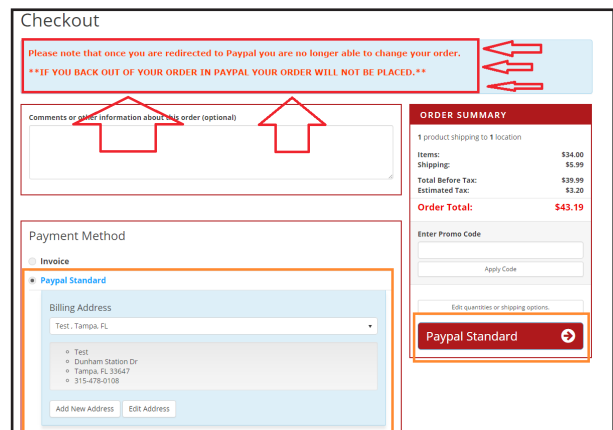 Checkout
Please note that once you are redirected to Paypal you are no longer able to change your order.
**IF YOU BACK OUT OF YOUR ORDER IN PAYPAL YOUR ORDER WILL NOT BE PLACED.**
Comments or other information about this order (optional)
Payment Method
Invoice
Paypal Standard
Billing Address
Test , Tampa, FL
Test
Dunham Station Dr
Tampa, FL 33647
315-478-0108
Add New Address Edit Address
ORDER SUMMARY
1 product shipping to 1 location
Items: $34.00
Shipping: $5.99
Total Before Tax: $39.99
Estimated Tax: $3.20
Order Total: $43.19
Enter Promo Code
Apply Code
Edit quantities or shipping options.
Paypal Standard